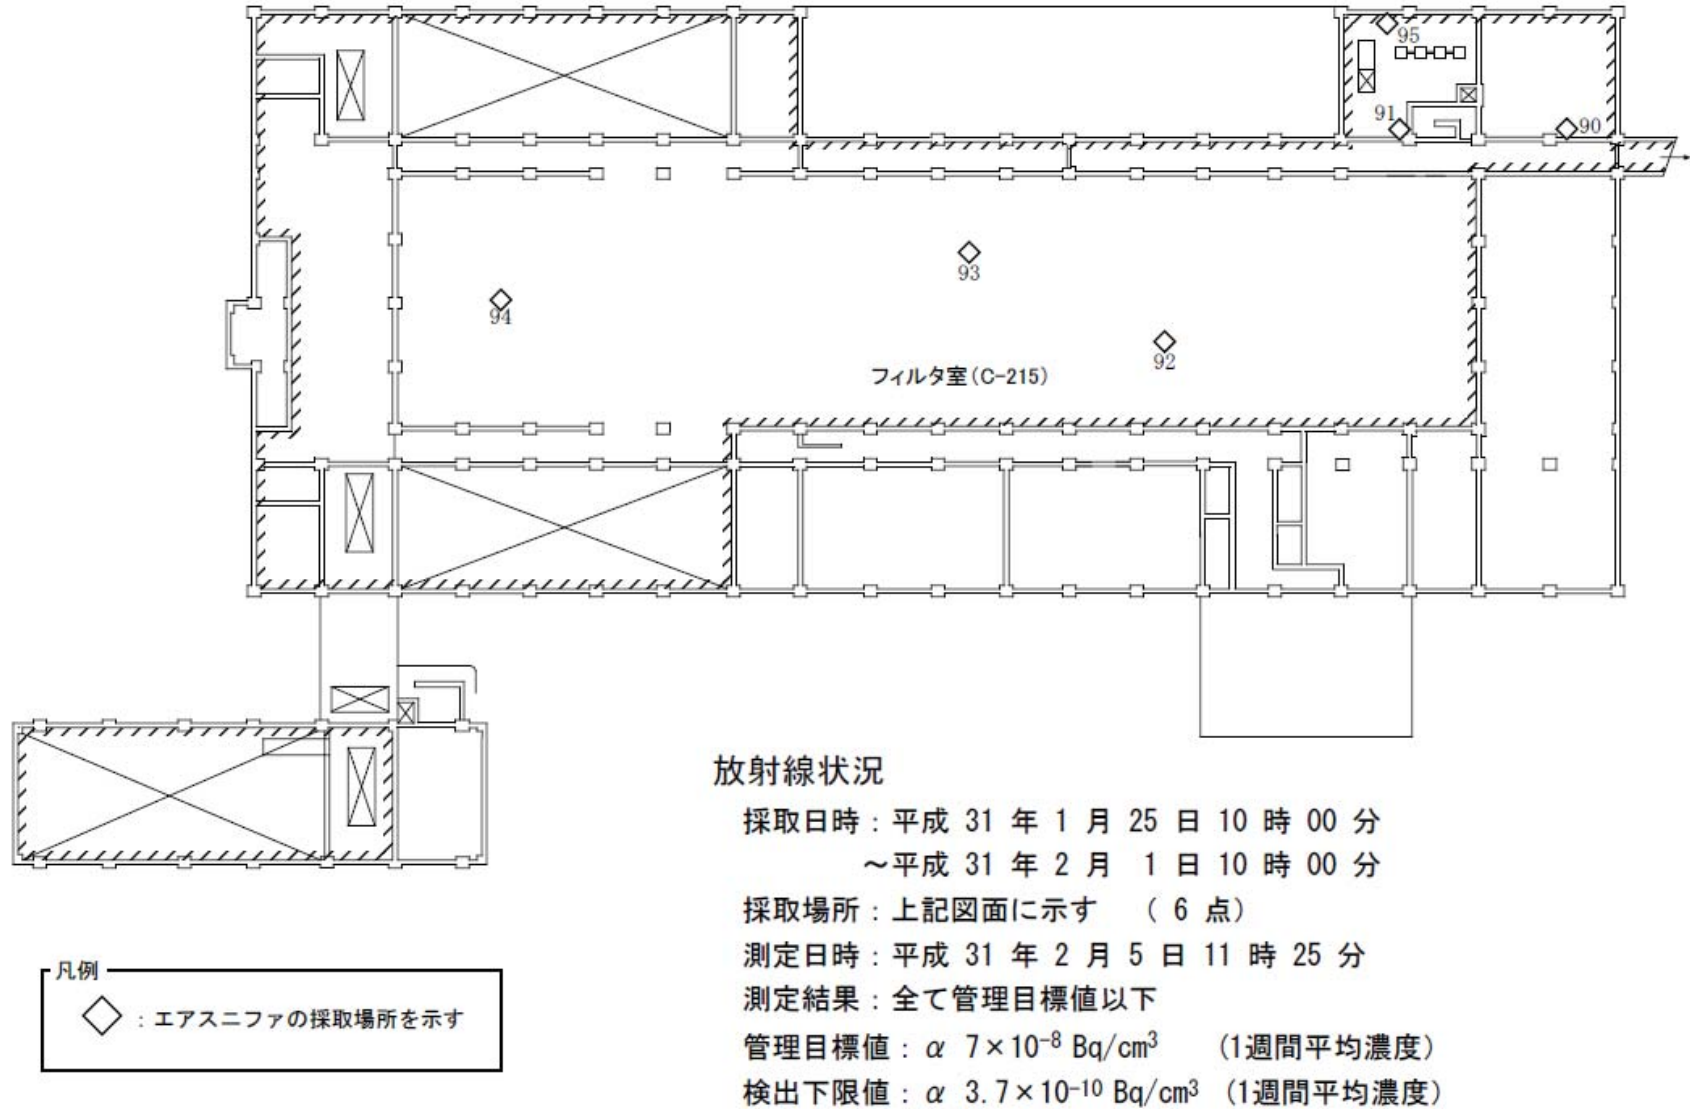 95
91
90
93
94
92
フィルタ室(C-215)
放射線状況
採取日時:平成 31 年 1 月 25 日 10 時 00 分
~平成 31 年 2 月 1 日 10 時 00 分
採取場所:上記図面に示す ( 6 点)
測定日時:平成 31 年 2 月 5 日 11 時 25 分
測定結果:全て管理目標値以下
管理目標値: α 7×10⁻⁸ Bq/cm³ (1週間平均濃度)
検出下限値: α 3.7×10⁻¹⁰ Bq/cm³ (1週間平均濃度)
凡例
◇ :エアスニファの採取場所を示す